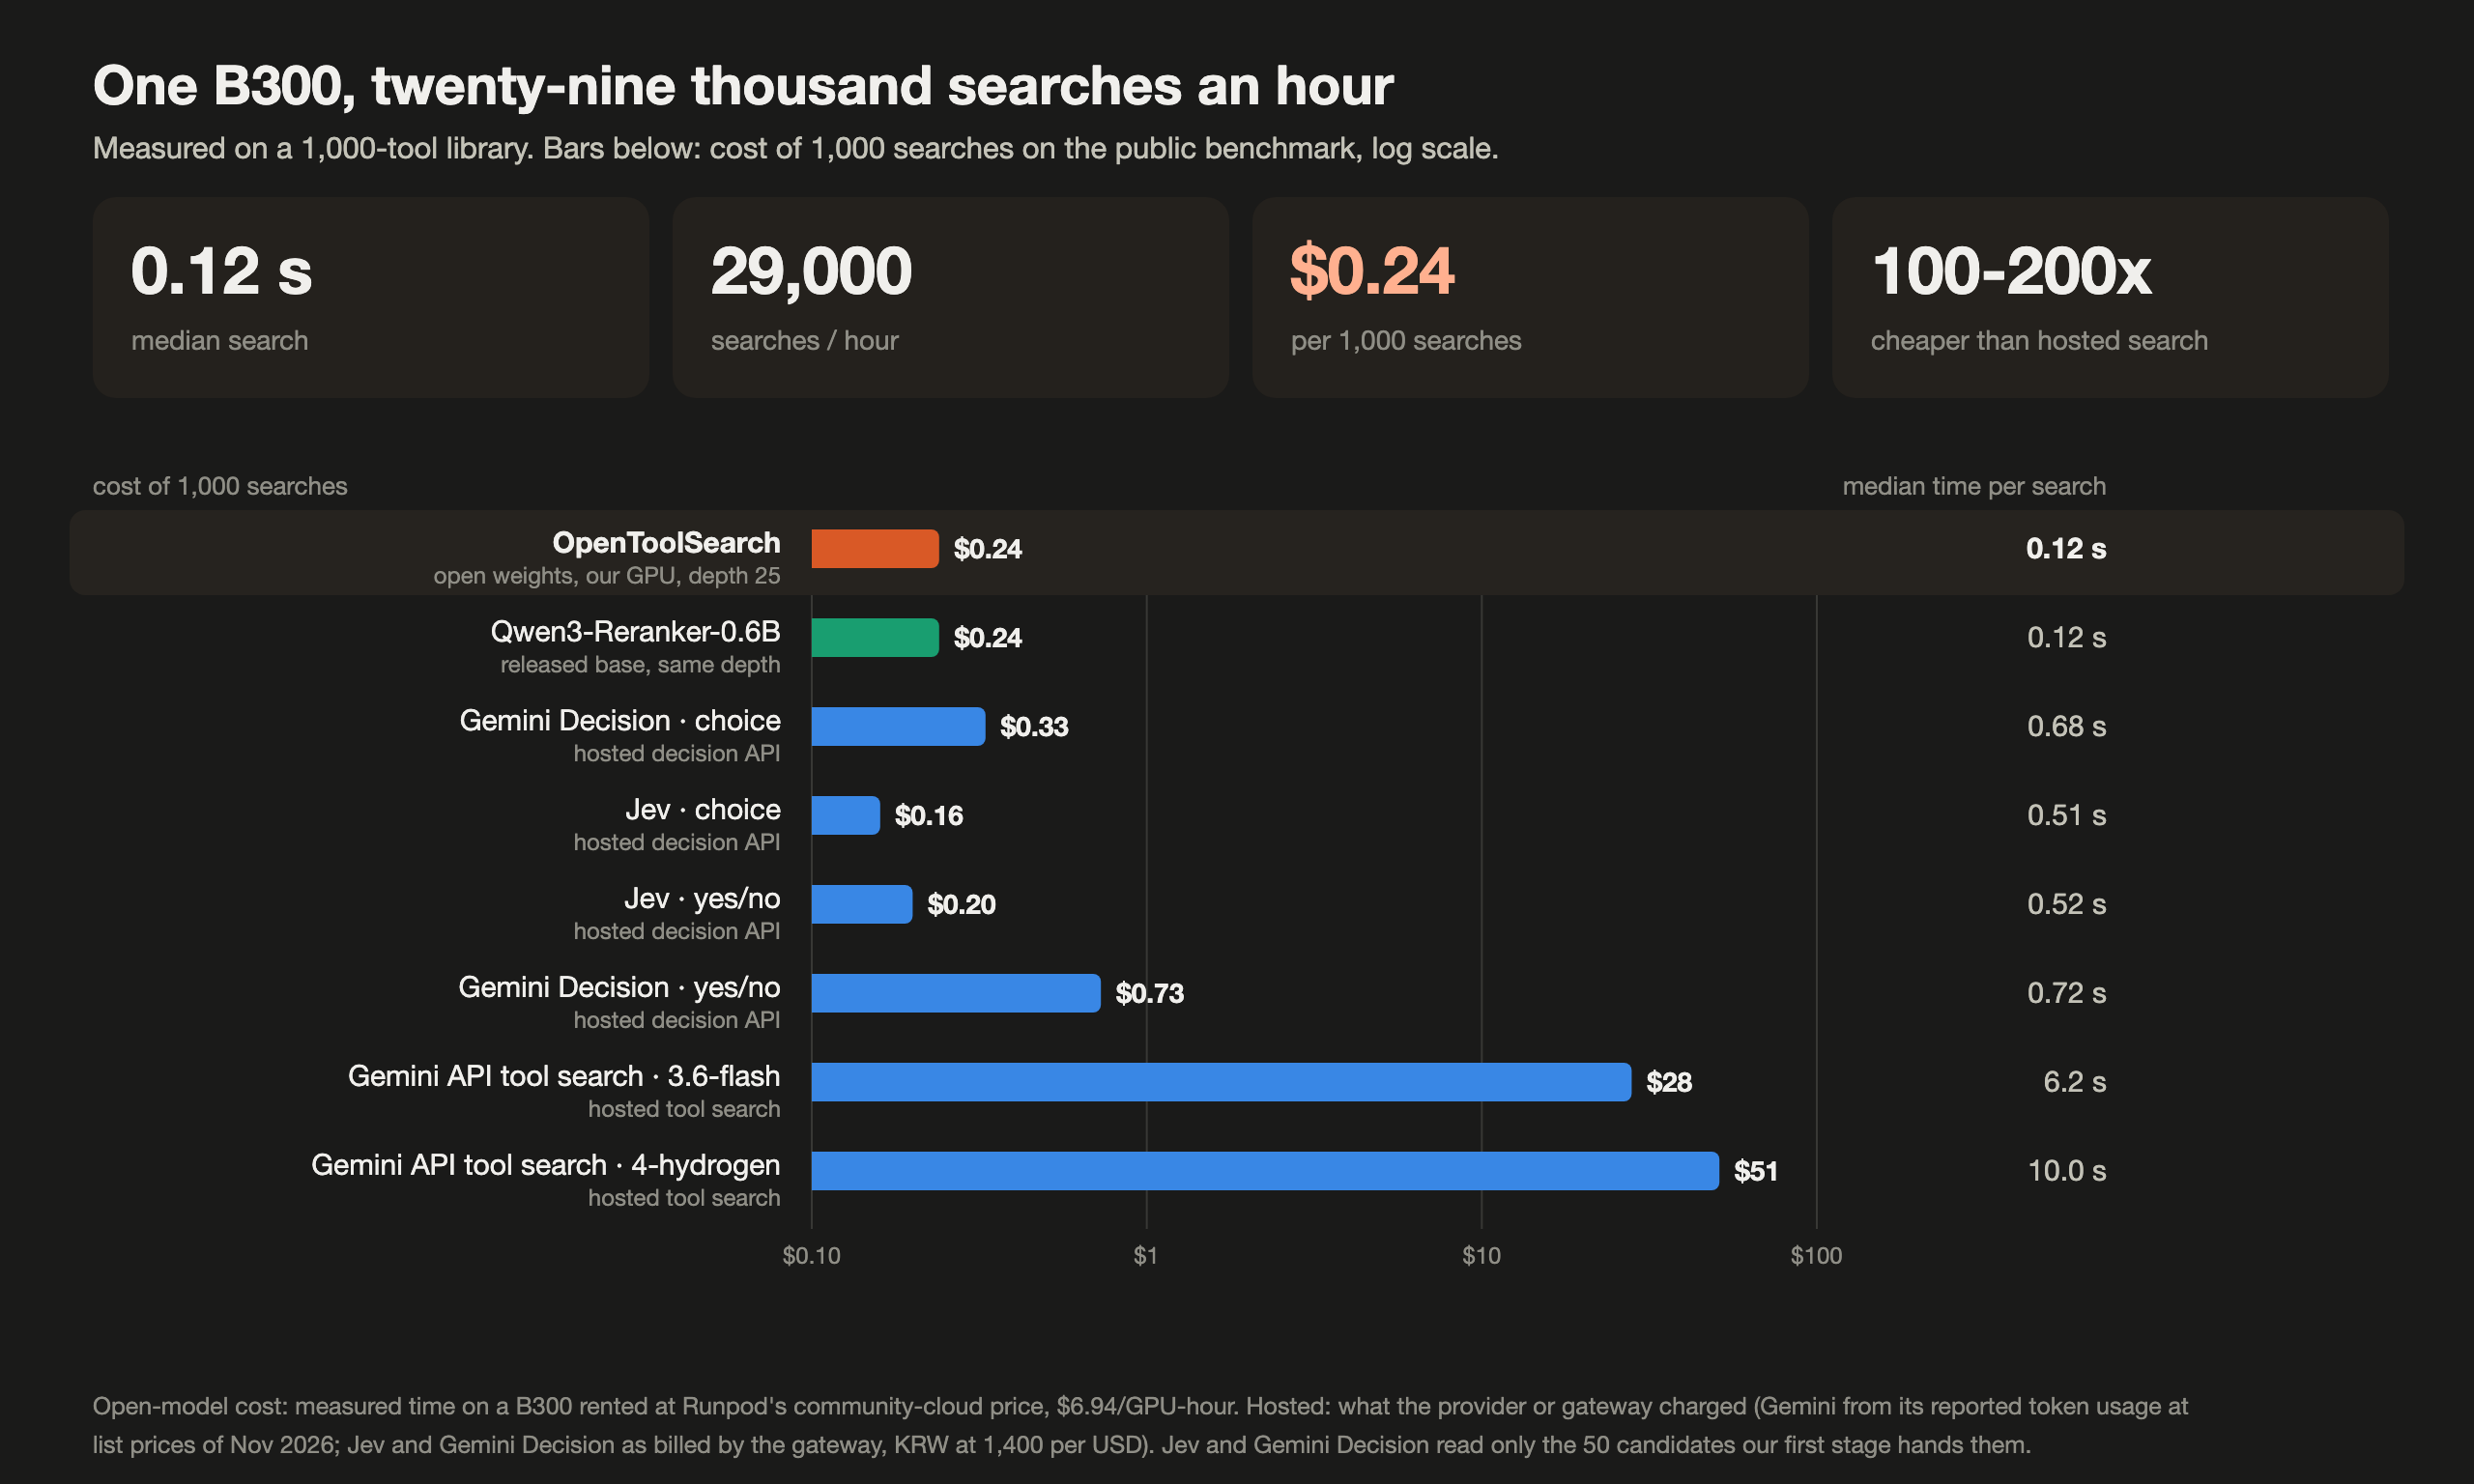 One B300, twenty-nine thousand searches an hour
Measured on a 1,000-tool library. Bars below: cost of 1,000 searches on the public benchmark, log scale.
0.12 s
median search
29,000
searches / hour
$0.24
per 1,000 searches
100-200x
cheaper than hosted search
cost of 1,000 searches
median time per search
OpenToolSearch
open weights, our GPU, depth 25
$0.24
0.12 s
Qwen3-Reranker-0.6B
released base, same depth
$0.24
0.12 s
Gemini Decision · choice
hosted decision API
$0.33
0.68 s
Jev · choice
hosted decision API
$0.16
0.51 s
Jev · yes/no
hosted decision API
$0.20
0.52 s
Gemini Decision · yes/no
hosted decision API
$0.73
0.72 s
Gemini API tool search · 3.6-flash
hosted tool search
$28
6.2 s
Gemini API tool search · 4-hydrogen
hosted tool search
$51
10.0 s
$0.10
$1
$10
$100
Open-model cost: measured time on a B300 rented at Runpod's community-cloud price, $6.94/GPU-hour. Hosted: what the provider or gateway charged (Gemini from its reported token usage at
list prices of Nov 2026; Jev and Gemini Decision as billed by the gateway, KRW at 1,400 per USD). Jev and Gemini Decision read only the 50 candidates our first stage hands them.